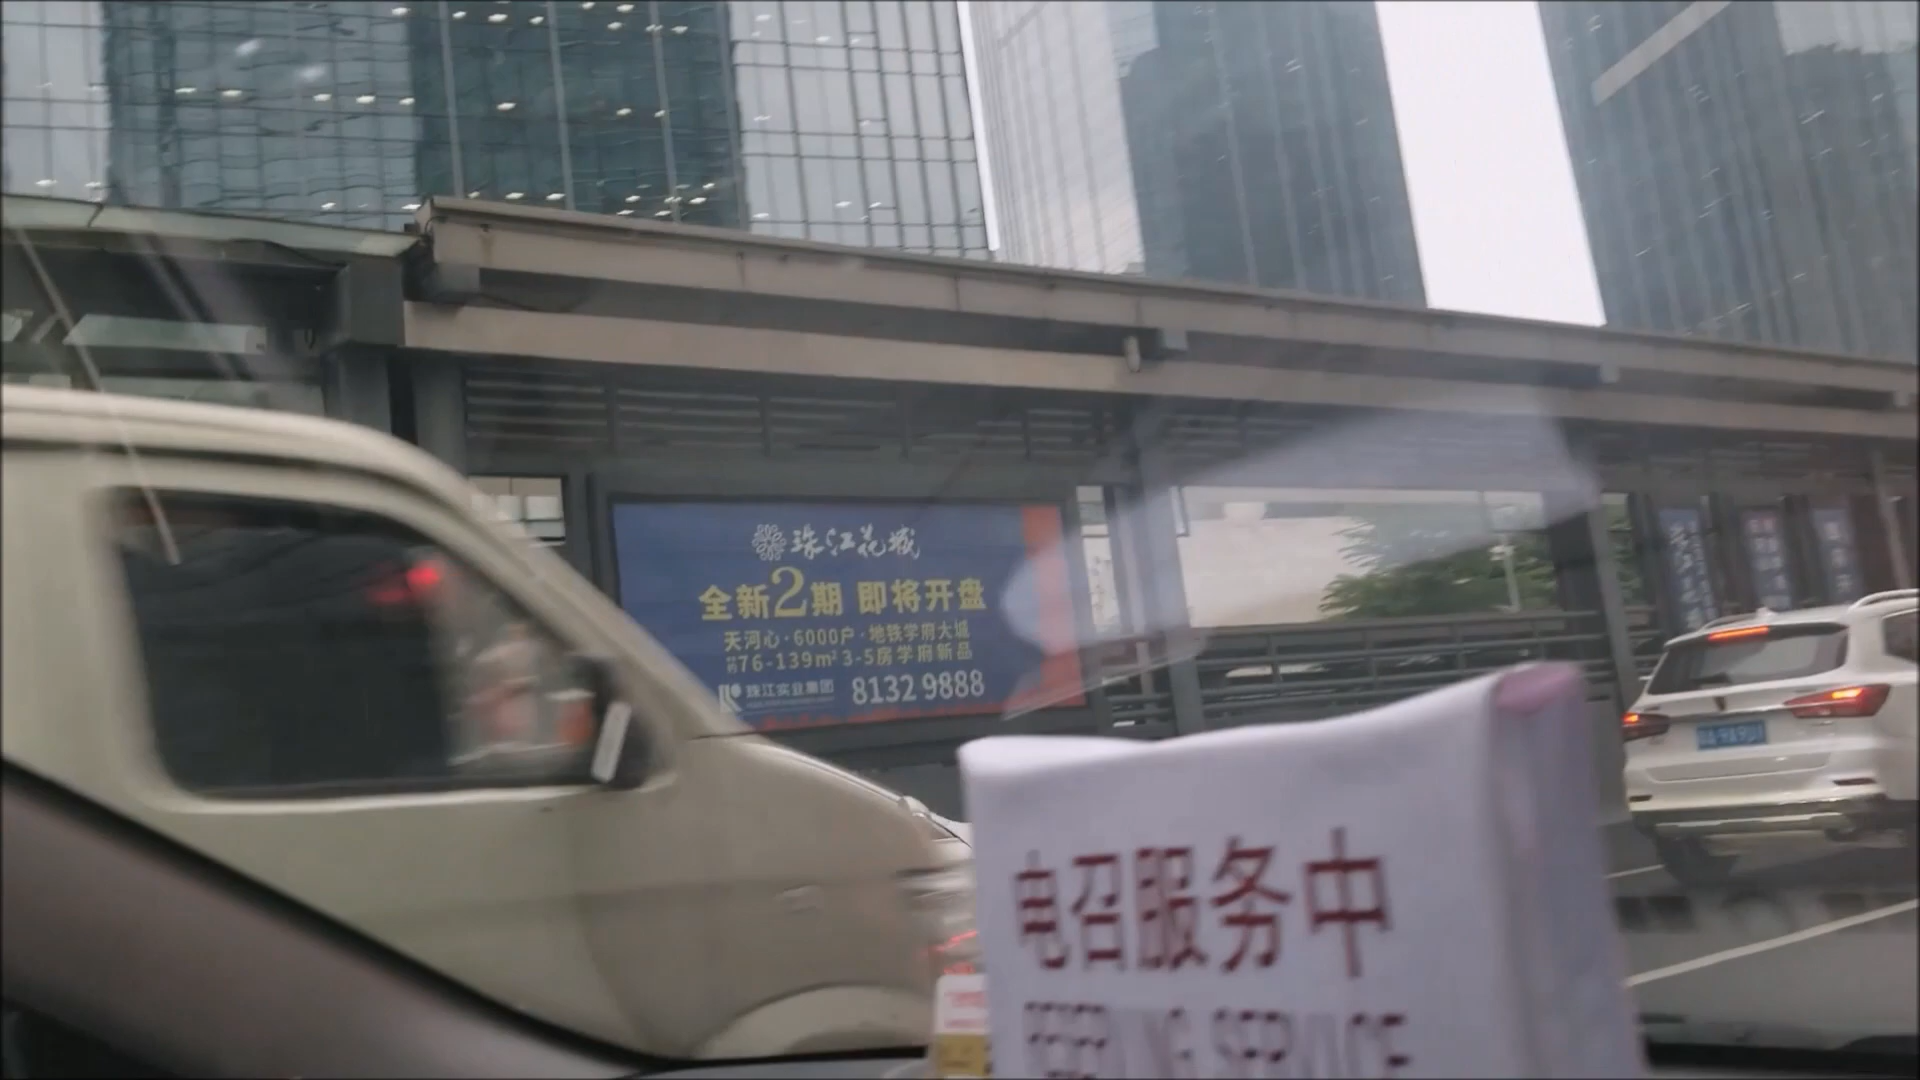 珠江花城
全新2期 即将开盘
天河心·6000户·地铁学府大城
约76-139m²3-5房学府新品
珠江实业集团 8132 9888
电召服务中
SERVICE